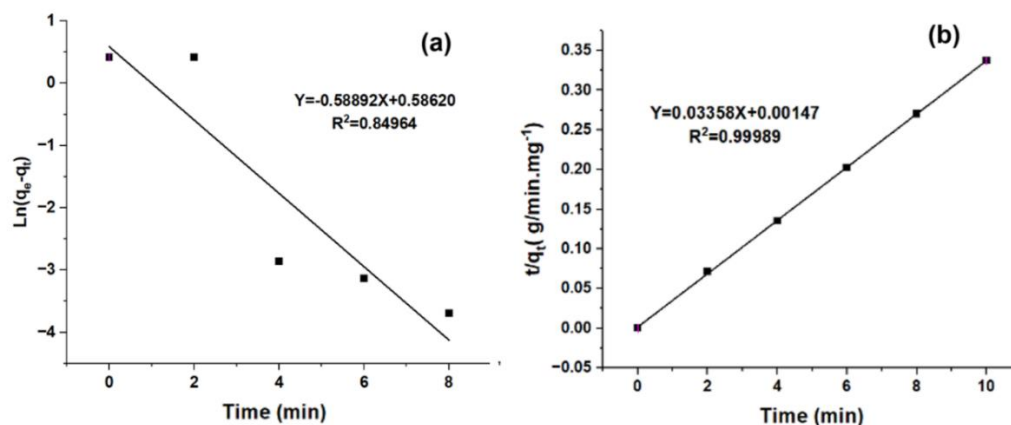 (a)
Y=-0.58892X+0.58620
R²=0.84964
Ln(qₑ-qₜ)
1
0
−1
−2
−3
−4
0 2 4 6 8
Time (min)
(b)
Y=0.03358X+0.00147
R²=0.99989
t/qₜ( g/min.mg⁻¹)
0.35
0.30
0.25
0.20
0.15
0.10
0.05
0.00
−0.05
0 2 4 6 8 10
Time (min)